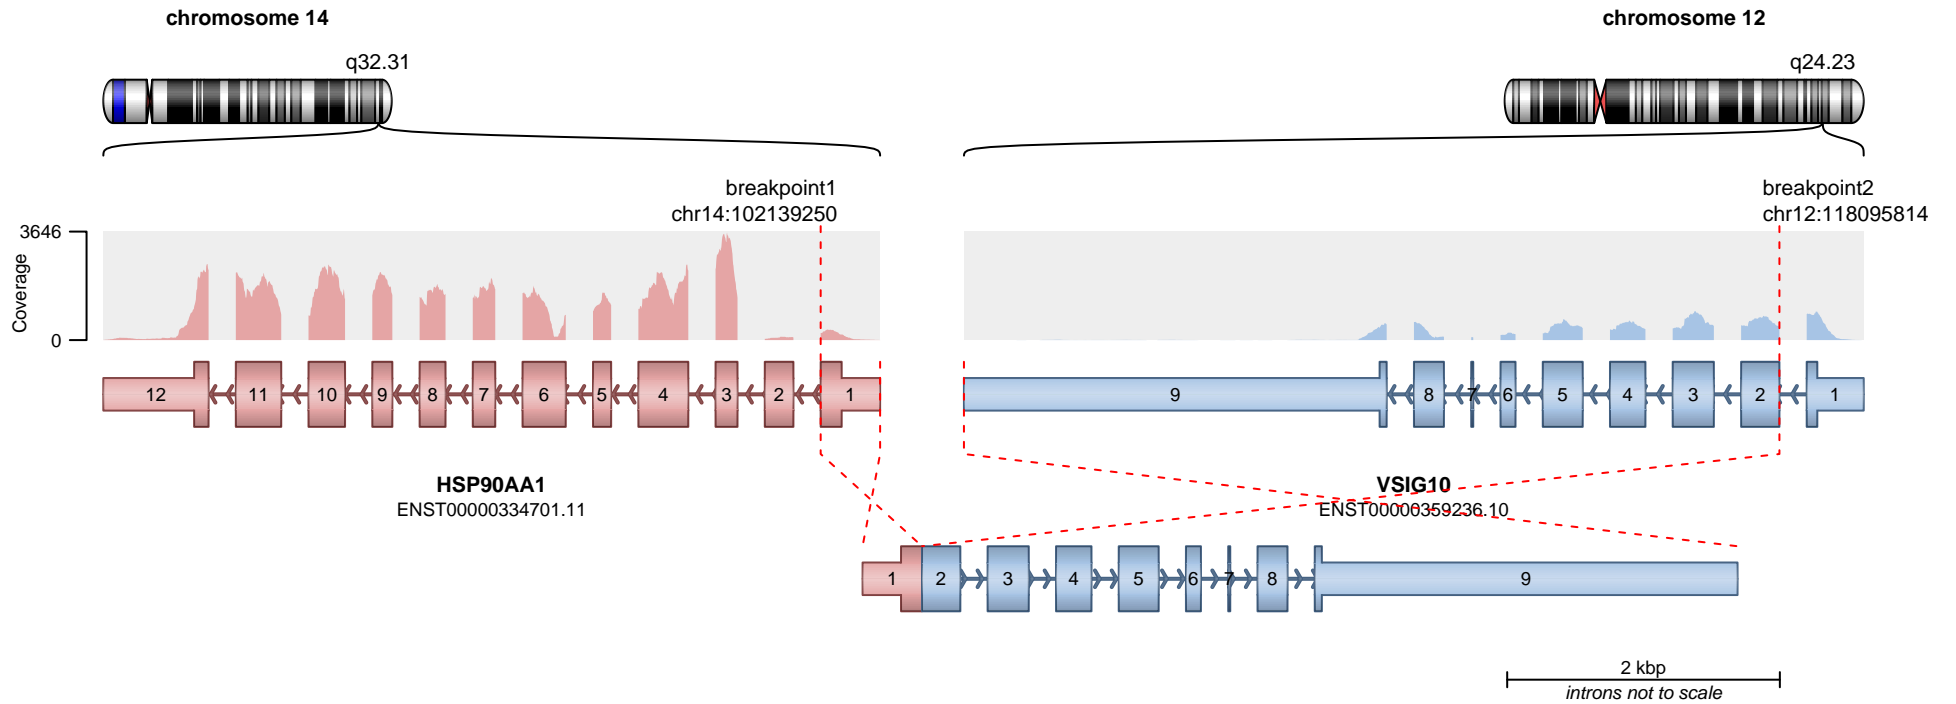 chromosome 14
chromosome 12
q32.31
q24.23
breakpoint1
chr14:102139250
breakpoint2
chr12:118095814
3646
Coverage
0
12 11 10 9 8 7 6 5 4 3 2 1
9 8 7 6 5 4 3 2 1
HSP90AA1
ENST00000334701.11
VSIG10
ENST00000359236.10
1 2 3 4 5 6 7 8 9
2 kbp
introns not to scale